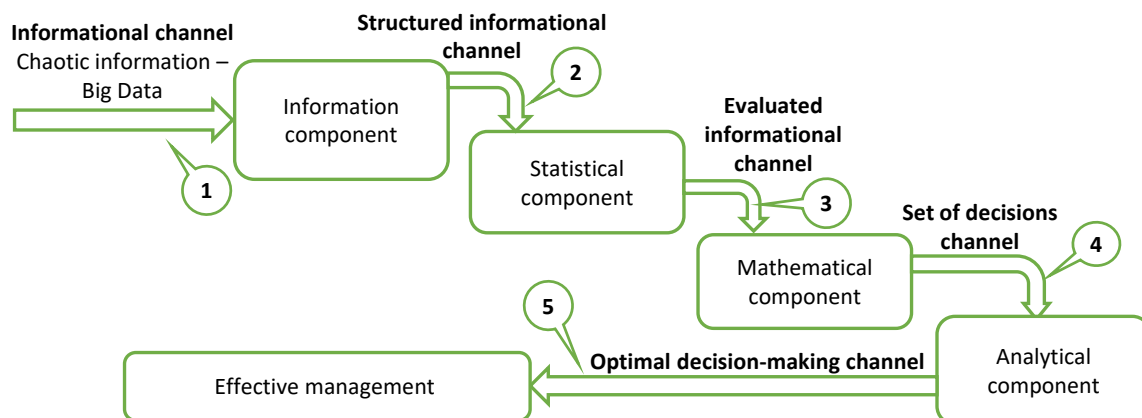 Informational channel
Chaotic information –
Big Data
1
Information
component
Structured informational
channel
2
Statistical
component
Evaluated
informational
channel
3
Mathematical
component
Set of decisions
channel
4
Analytical
component
5
Optimal decision-making channel
Effective management